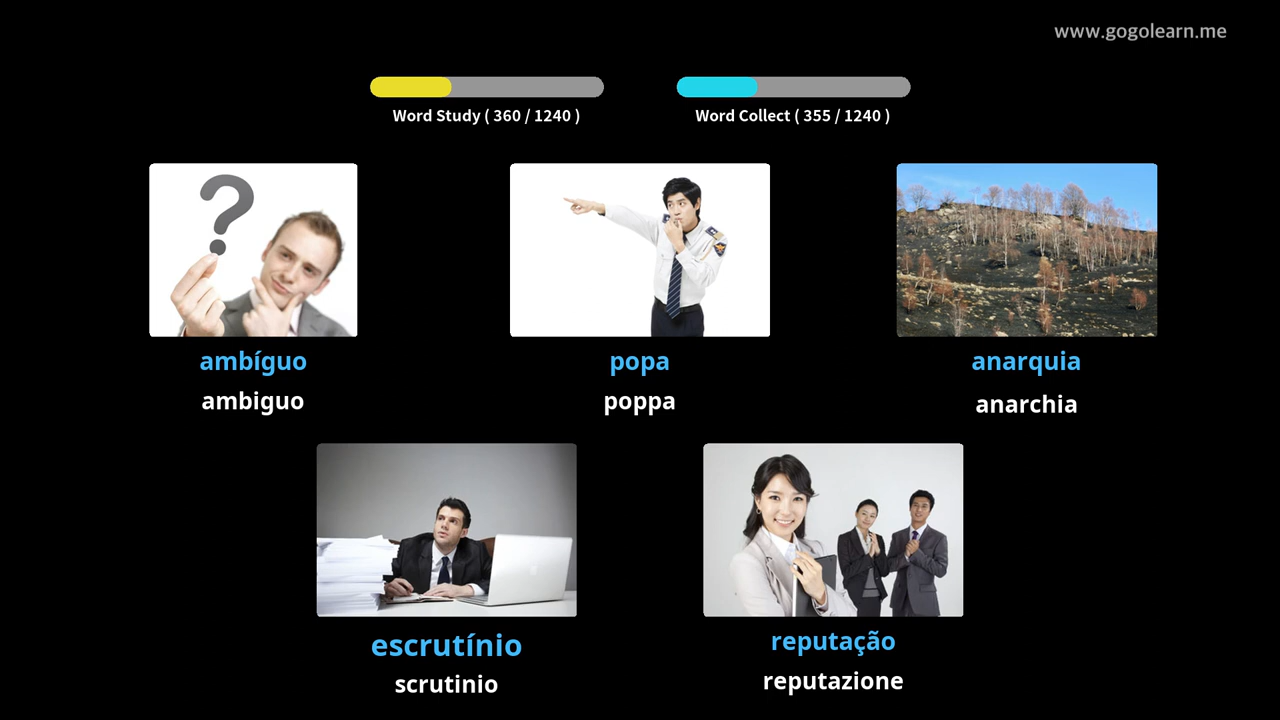 www.gogolearn.me
Word Study ( 360 / 1240 )
Word Collect ( 355 / 1240 )
ambíguo
ambiguo
popa
poppa
anarquia
anarchia
escrutínio
scrutinio
reputação
reputazione